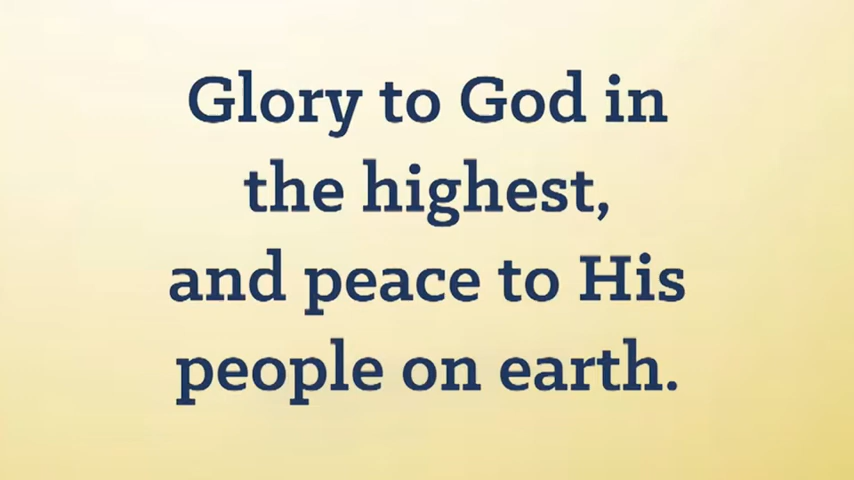 Glory to God in
the highest,
and peace to His
people on earth.